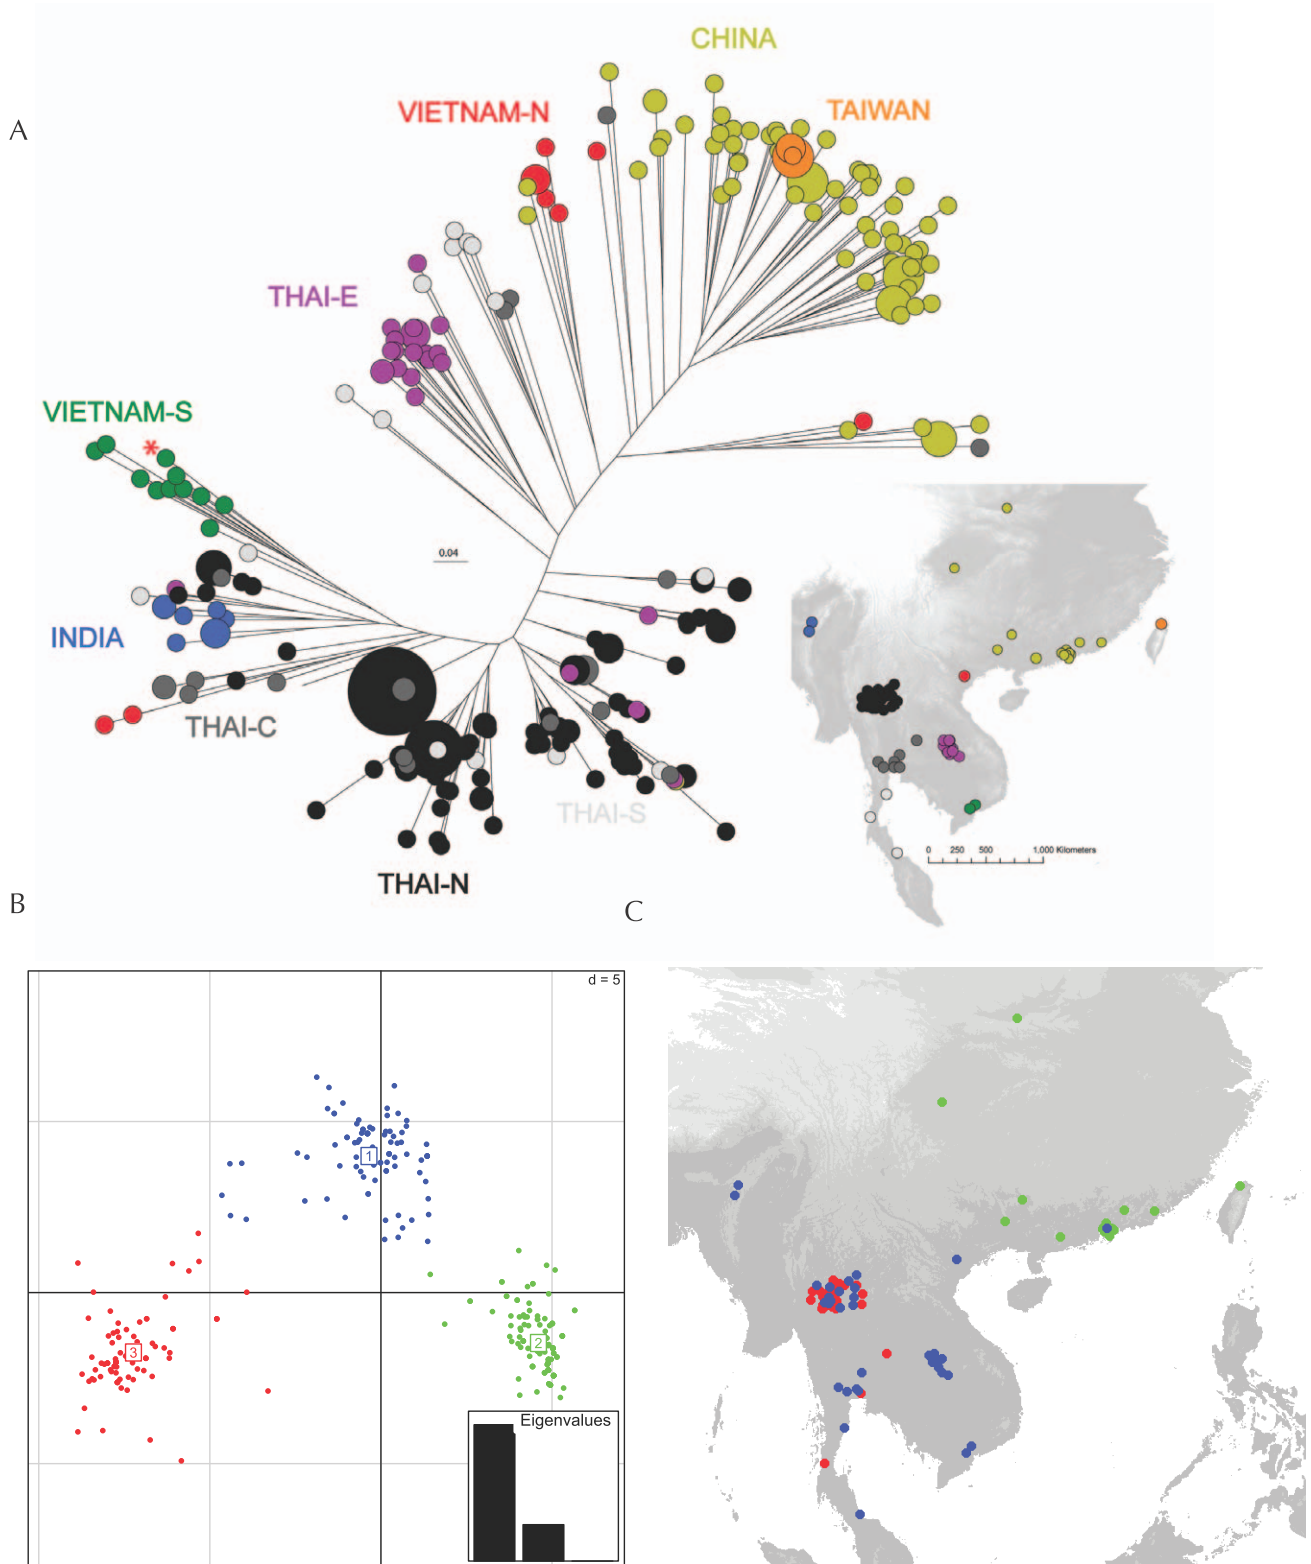 A
CHINA
VIETNAM-N
TAIWAN
THAI-E
VIETNAM-S
*
0.04
INDIA
THAI-C
THAI-S
THAI-N
0 250 500 1,000 Kilometers
B
C
d = 5
1
2
3
Eigenvalues